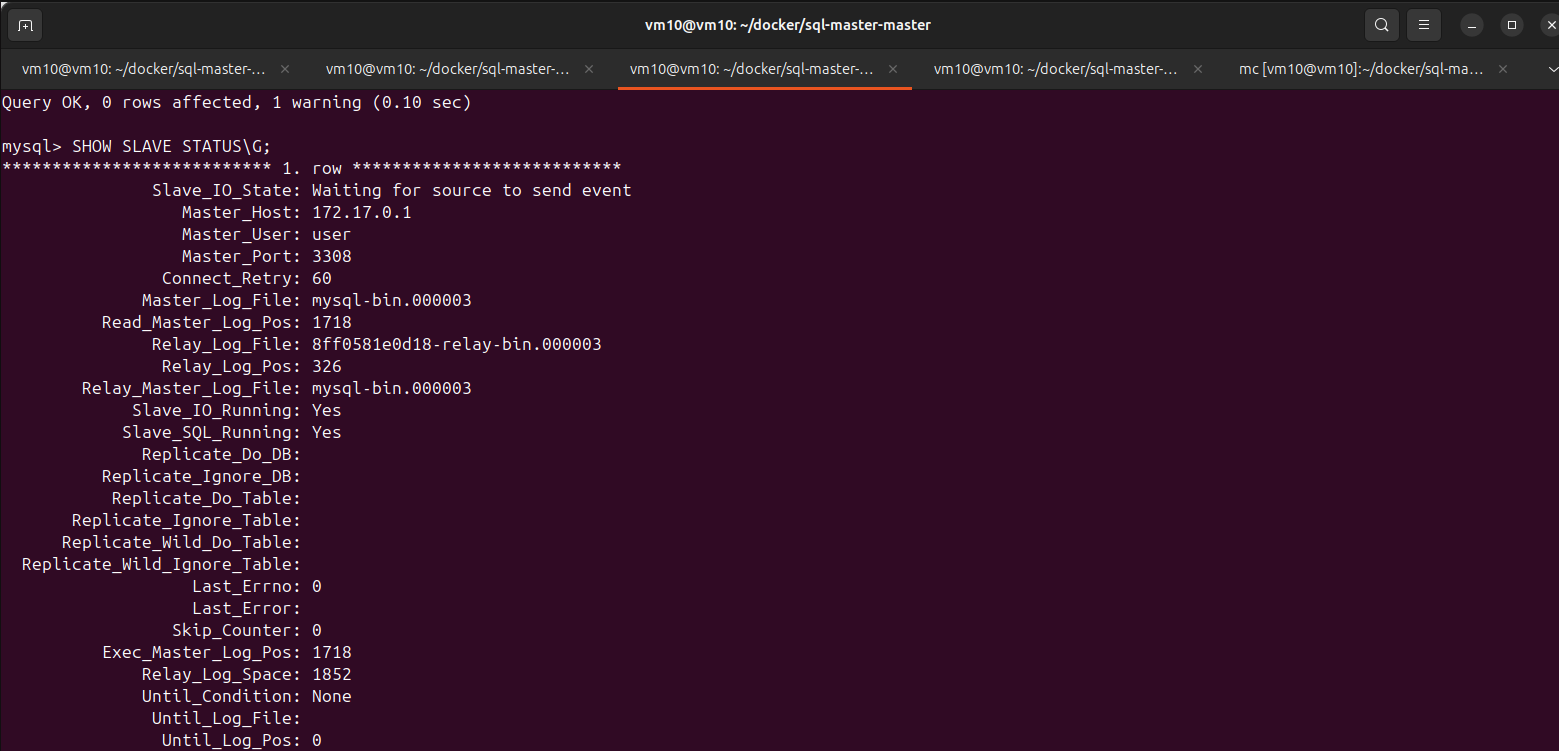 vm10@vm10: ~/docker/sql-master-master
vm10@vm10: ~/docker/sql-master-...
vm10@vm10: ~/docker/sql-master-...
vm10@vm10: ~/docker/sql-master-...
vm10@vm10: ~/docker/sql-master-...
mc [vm10@vm10]:~/docker/sql-ma...
Query OK, 0 rows affected, 1 warning (0.10 sec)
mysql> SHOW SLAVE STATUS\G;
*************************** 1. row ***************************
Slave_IO_State: Waiting for source to send event
Master_Host: 172.17.0.1
Master_User: user
Master_Port: 3308
Connect_Retry: 60
Master_Log_File: mysql-bin.000003
Read_Master_Log_Pos: 1718
Relay_Log_File: 8ff0581e0d18-relay-bin.000003
Relay_Log_Pos: 326
Relay_Master_Log_File: mysql-bin.000003
Slave_IO_Running: Yes
Slave_SQL_Running: Yes
Replicate_Do_DB:
Replicate_Ignore_DB:
Replicate_Do_Table:
Replicate_Ignore_Table:
Replicate_Wild_Do_Table:
Replicate_Wild_Ignore_Table:
Last_Errno: 0
Last_Error:
Skip_Counter: 0
Exec_Master_Log_Pos: 1718
Relay_Log_Space: 1852
Until_Condition: None
Until_Log_File:
Until_Log_Pos: 0